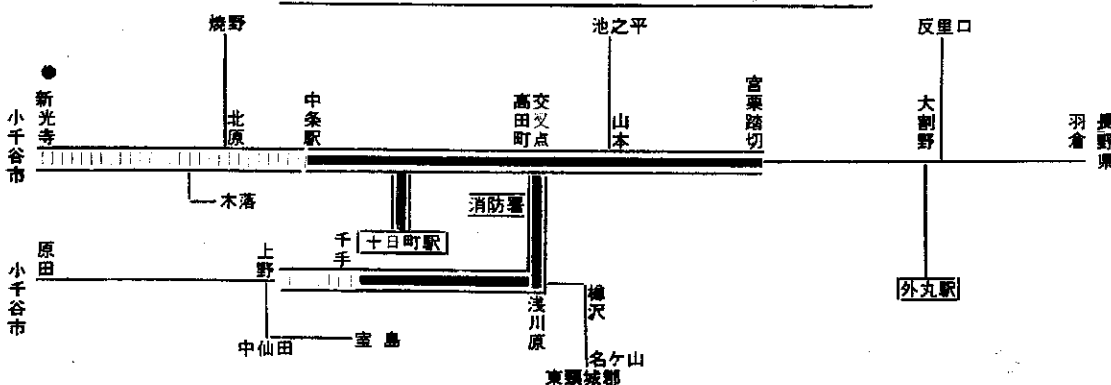 焼野
池之平
反里口
小千谷市
新光寺
北原
中条駅
高田町
交叉点
山本
宮栗踏切
大割野
羽倉
長野県
木落
十日町駅
消防署
小千谷市
原田
上野
千手
浅川原
樽沢
外丸駅
中仙田
室島
名ケ山
東頸城郡